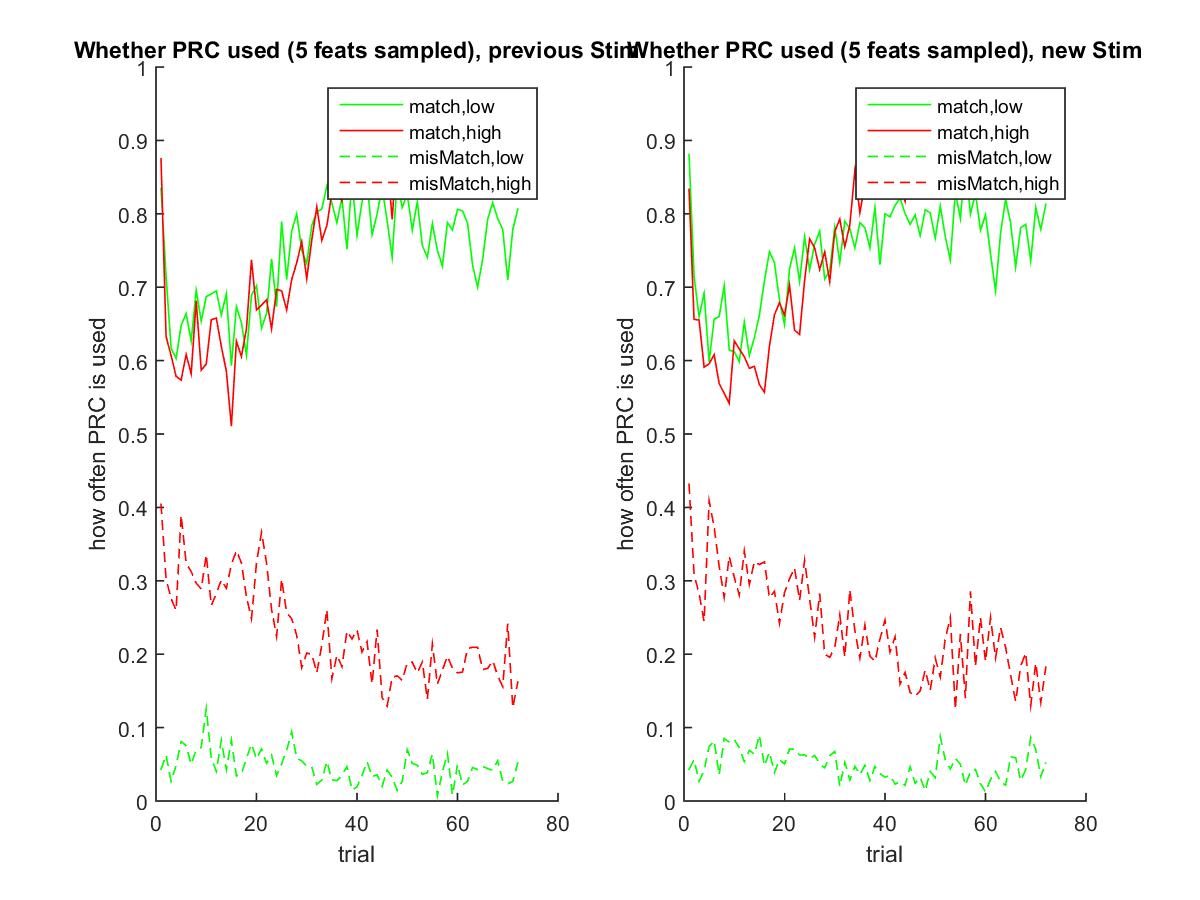 Whether PRC used (5 feats sampled), previous Stim
1
0.9
0.8
0.7
0.6
0.5
0.4
0.3
0.2
0.1
0
0 20 40 60 80
trial
how often PRC is used
match,low
match,high
misMatch,low
misMatch,high
Whether PRC used (5 feats sampled), new Stim
1
0.9
0.8
0.7
0.6
0.5
0.4
0.3
0.2
0.1
0
0 20 40 60 80
trial
how often PRC is used
match,low
match,high
misMatch,low
misMatch,high